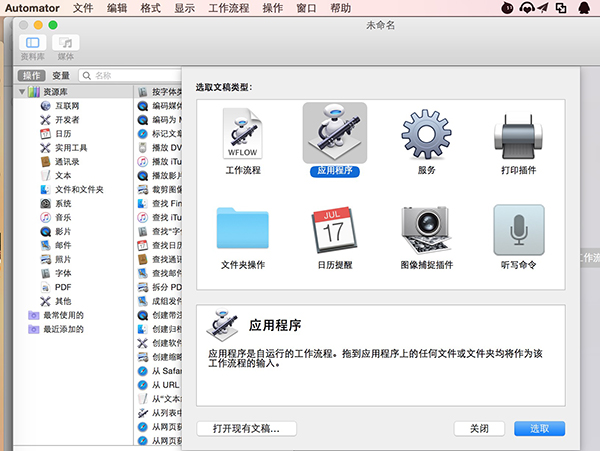 Automator 文件 编辑 格式 显示 工作流程 操作 窗口 帮助
未命名
资料库 媒体
操作 变量 名称
选取文稿类型：
资源库
互联网
开发者
日历
实用工具
通讯录
文本
文件和文件夹
系统
音乐
影片
邮件
照片
字体
PDF
其他
最常使用的
最近添加的
按字体类
编码媒体
编码为 M
标记文章
播放 DV
播放 iTu
播放影片
裁剪图像
查找 Fin
查找 iTu
查找"字
查找日历
查找通讯
查找邮件
拆分 PD
成组发件
创建带注
创建归档
创建软件
创建缩略
从 Safar
从 URL
从"文本
从列表中
从网页获
从网页获
WFLOW
工作流程
应用程序
服务
打印插件
文件夹操作
JUL
17
日历提醒
图像捕捉插件
听写命令
工作流
应用程序
应用程序是自运行的工作流程。拖到应用程序上的任何文件或文件夹均将作为该
工作流程的输入。
打开现有文稿... 关闭 选取